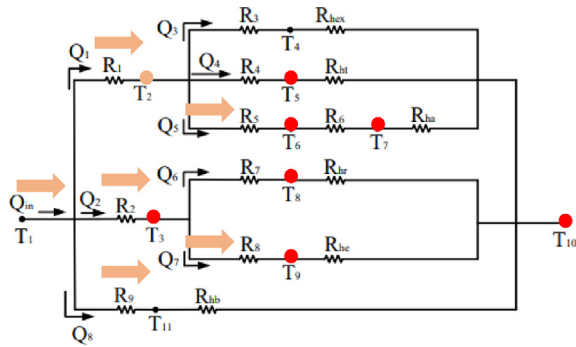 Q3 R3 T4 Rhex
Q1 R1 T2 Q4 R4 T5 Rht
Q5 R5 T6 R6 T7 Rha
Q6 R7 T8 Rhr
Qin T1 Q2 R2 T3 T10
Q7 R8 T9 Rhe
Q8 R9 T11 Rhb